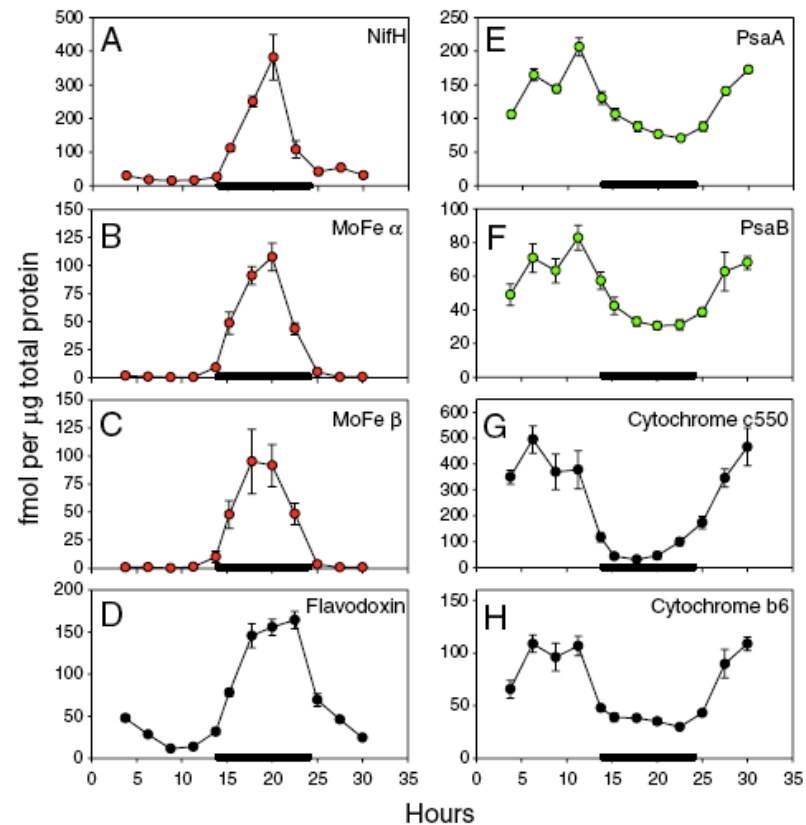 fmol per μg total protein
A
NifH
500
400
300
200
100
0
B
MoFe α
150
125
100
75
50
25
0
C
MoFe β
150
125
100
75
50
25
0
D
Flavodoxin
200
150
100
50
0
0 5 10 15 20 25 30 35
E
PsaA
250
200
150
100
50
0
F
PsaB
100
80
60
40
20
0
G
Cytochrome c550
600
500
400
300
200
100
0
H
Cytochrome b6
150
100
50
0
0 5 10 15 20 25 30 35
Hours